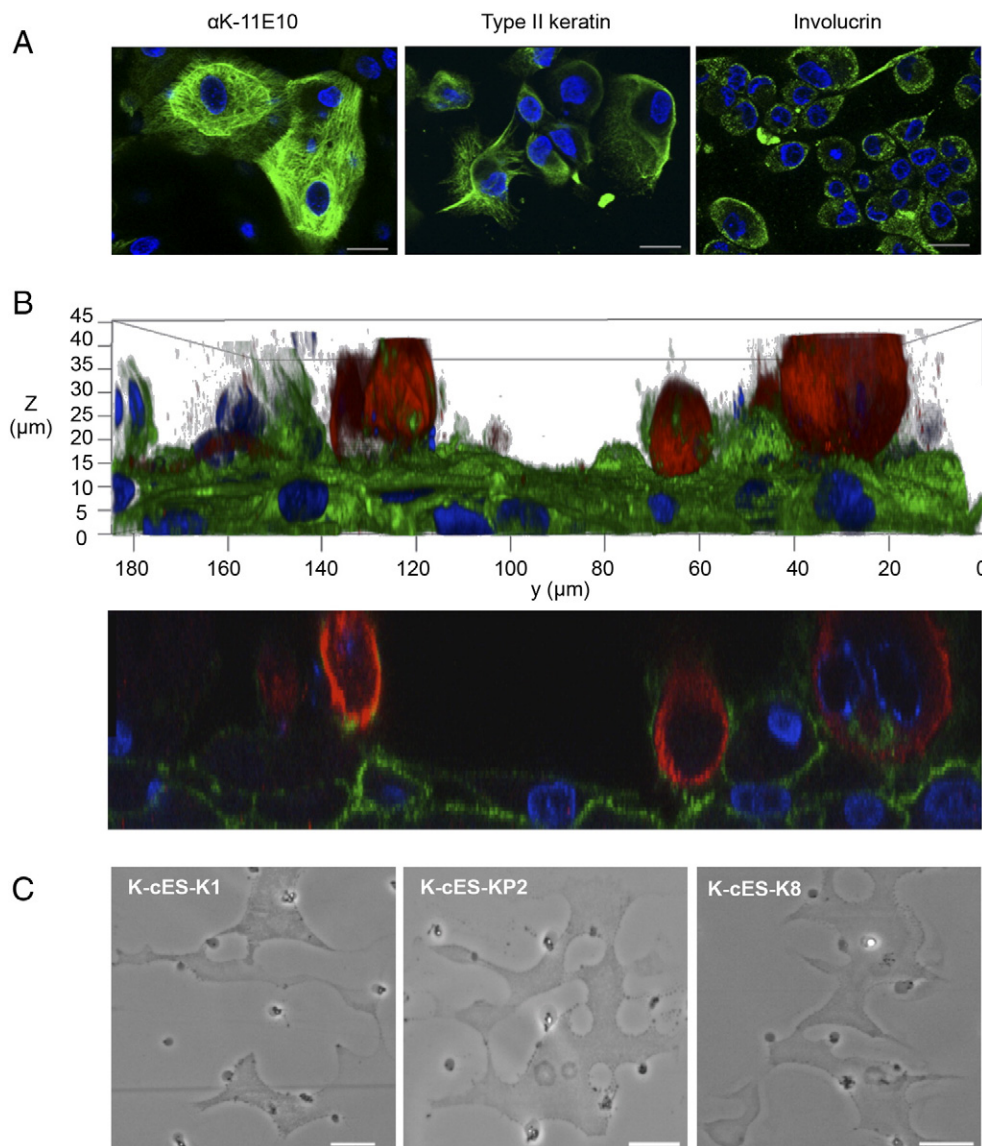 A
αK-11E10 Type II keratin Involucrin
B
45
40
35
30
Z
(µm)
25
20
15
10
5
0
180 160 140 120 100 80 60 40 20 0
y (µm)
C
K-cES-K1 K-cES-KP2 K-cES-K8